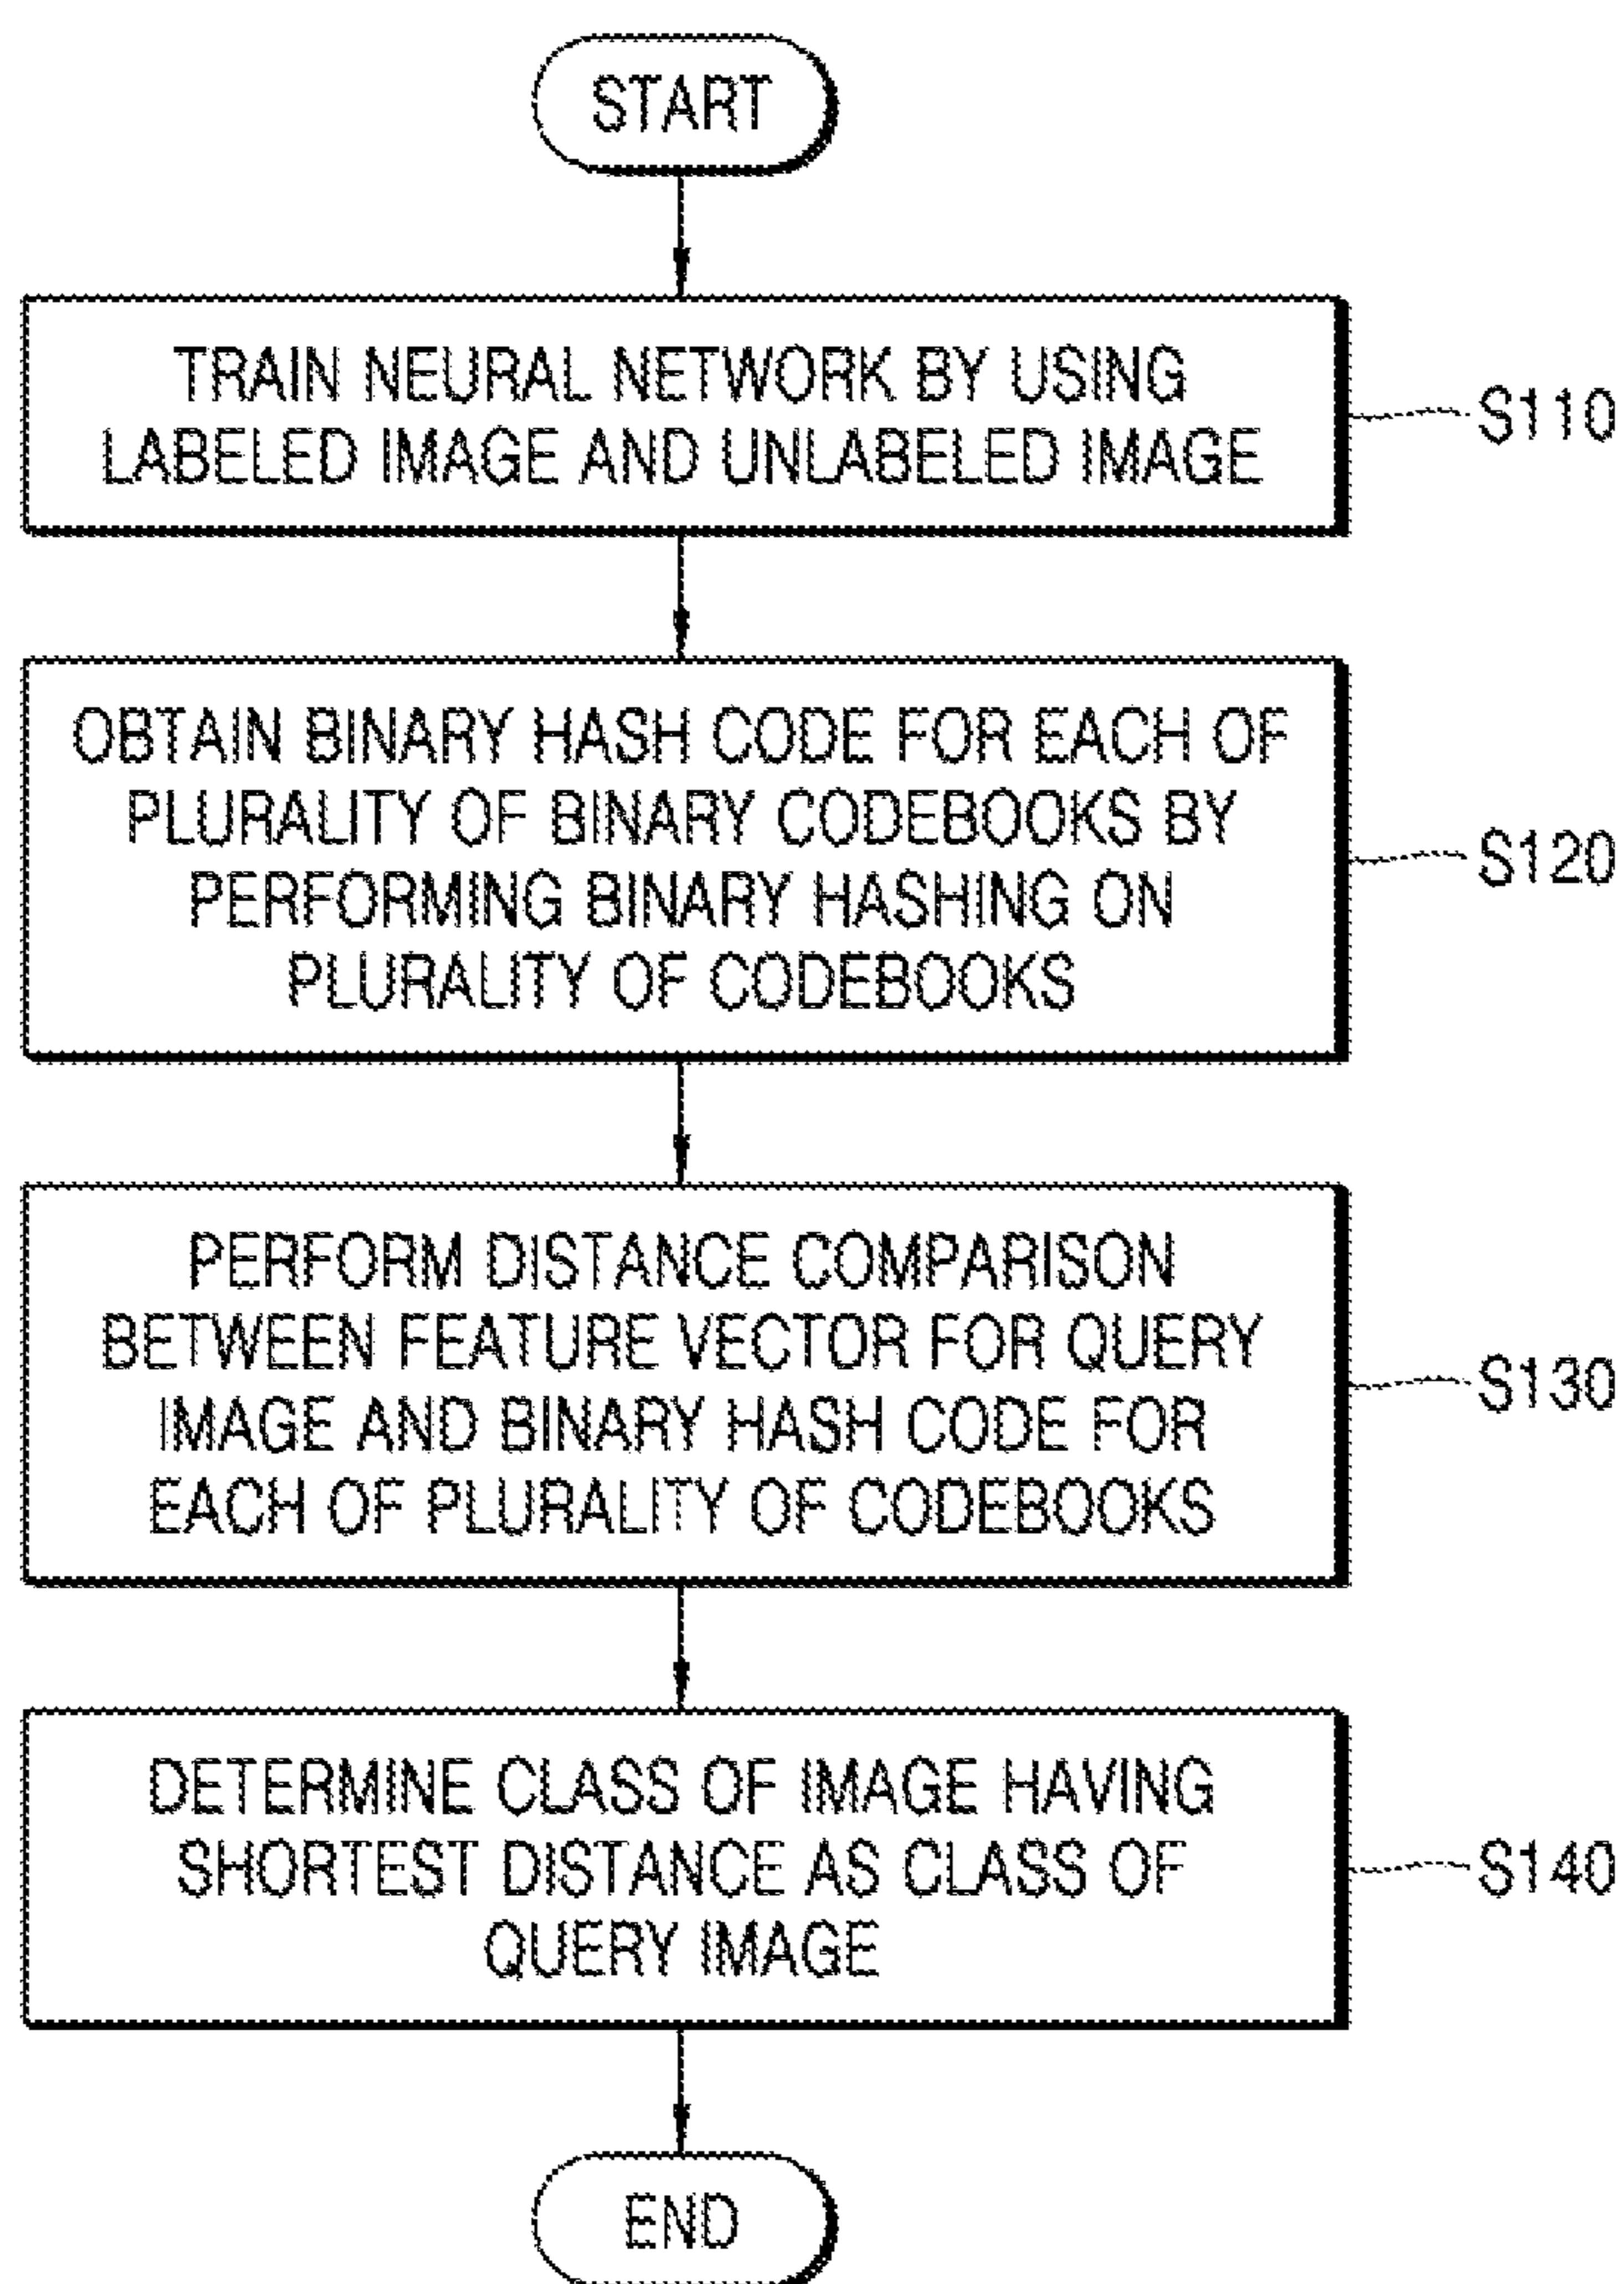 START
TRAIN NEURAL NETWORK BY USING
LABELED IMAGE AND UNLABELED IMAGE
S110
OBTAIN BINARY HASH CODE FOR EACH OF
PLURALITY OF BINARY CODEBOOKS BY
PERFORMING BINARY HASHING ON
PLURALITY OF CODEBOOKS
S120
PERFORM DISTANCE COMPARISON
BETWEEN FEATURE VECTOR FOR QUERY
IMAGE AND BINARY HASH CODE FOR
EACH OF PLURALITY OF CODEBOOKS
S130
DETERMINE CLASS OF IMAGE HAVING
SHORTEST DISTANCE AS CLASS OF
QUERY IMAGE
S140
END